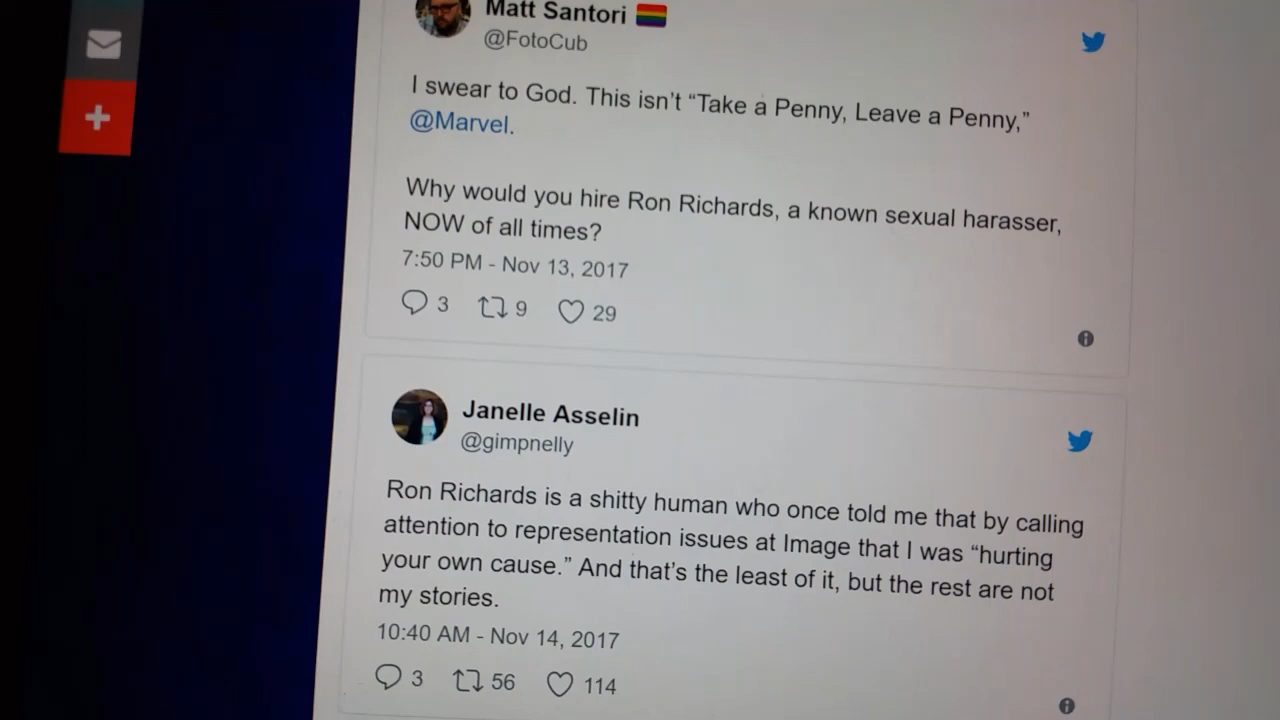 Matt Santori
@FotoCub
I swear to God. This isn't “Take a Penny, Leave a Penny,”
@Marvel.
Why would you hire Ron Richards, a known sexual harasser,
NOW of all times?
7:50 PM - Nov 13, 2017
3 9 29
Janelle Asselin
@gimpnelly
Ron Richards is a shitty human who once told me that by calling
attention to representation issues at Image that I was “hurting
your own cause.” And that’s the least of it, but the rest are not
my stories.
10:40 AM - Nov 14, 2017
3 56 114